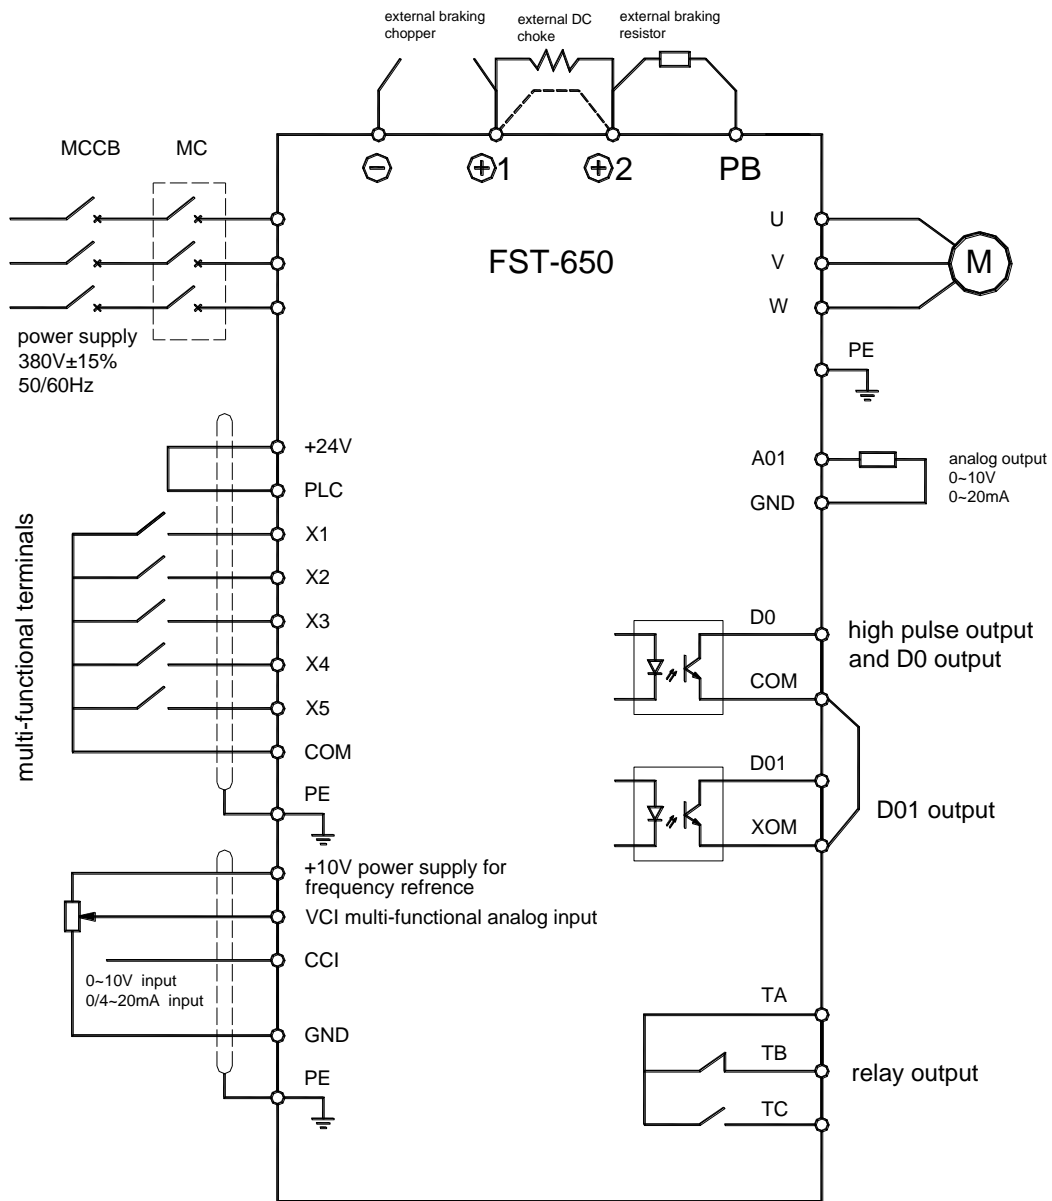 external braking
chopper
external DC
choke
external braking
resistor
MCCB
MC
- +1 +2 PB
FST-650
U
V
W
M
power supply
380V±15%
50/60Hz
PE
+24V
PLC
X1
X2
X3
X4
X5
COM
PE
multi-functional terminals
A01
GND
analog output
0~10V
0~20mA
D0
COM
high pulse output
and D0 output
D01
XOM
D01 output
+10V power supply for
frequency refrence
VCI multi-functional analog input
CCI
0~10V input
0/4~20mA input
GND
PE
TA
TB
TC
relay output